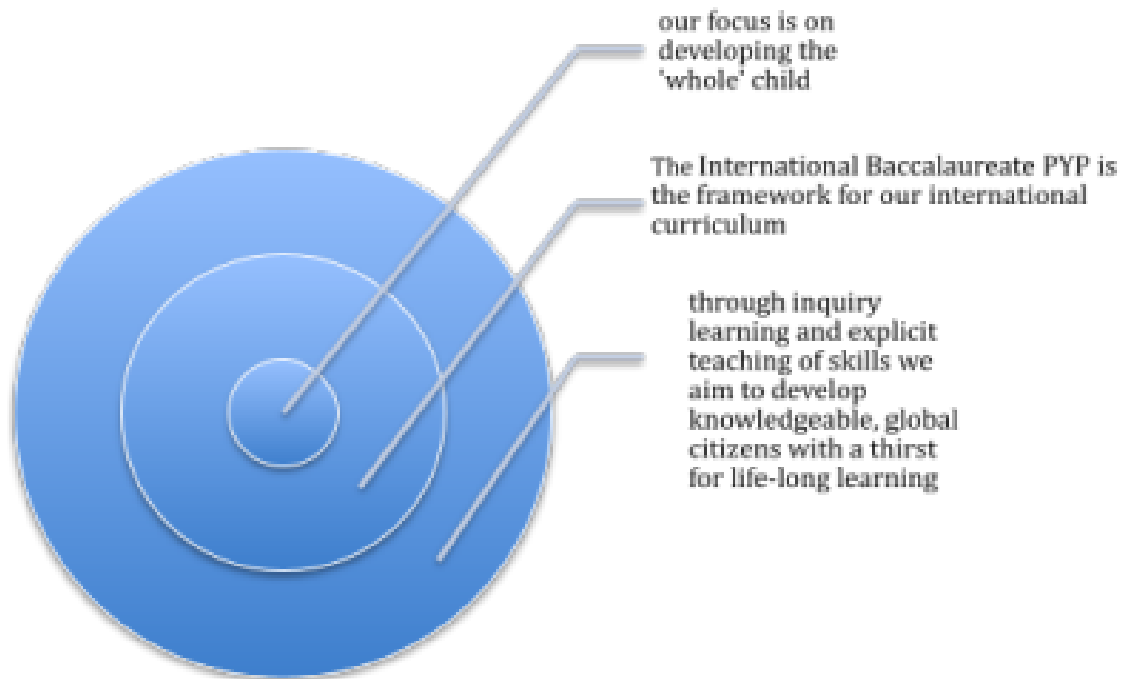 our focus is on
developing the
'whole' child
The International Baccalaureate PYP is
the framework for our international
curriculum
through inquiry
learning and explicit
teaching of skills we
aim to develop
knowledgeable, global
citizens with a thirst
for life-long learning